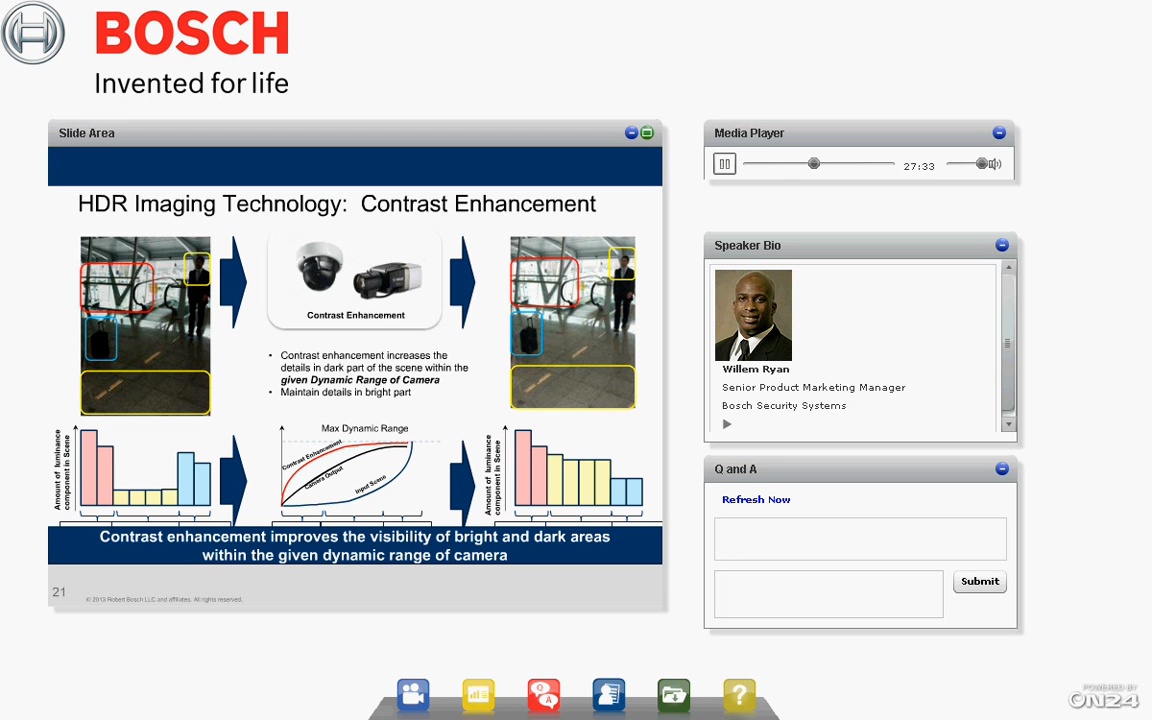 BOSCH
Invented for life
Slide Area
HDR Imaging Technology: Contrast Enhancement
Contrast Enhancement
• Contrast enhancement increases the
details in dark part of the scene within the
given Dynamic Range of Camera
• Maintain details in bright part
Amount of luminance
component in Scene
Max Dynamic Range
Contrast Enhancement
Camera Output
Input Scene
Amount of luminance
component in Scene
Contrast enhancement improves the visibility of bright and dark areas
within the given dynamic range of camera
21
© 2013 Robert Bosch LLC and affiliates. All rights reserved.
Media Player
27:33
Speaker Bio
Willem Ryan
Senior Product Marketing Manager
Bosch Security Systems
Q and A
Refresh Now
Submit
Q
A
?
POWERED BY
ON24